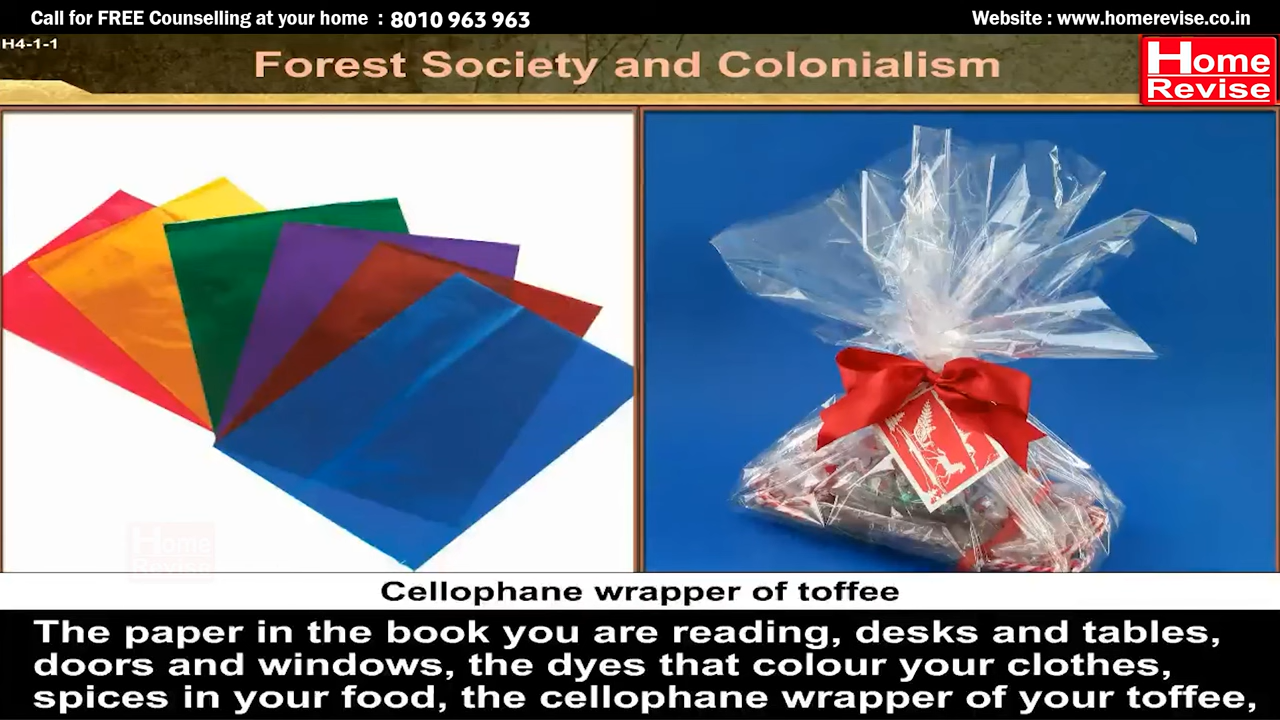 Call for FREE Counselling at your home : 8010 963 963
Website : www.homerevise.co.in
H4-1-1
Forest Society and Colonialism
Home
Revise
Home
Revise
Cellophane wrapper of toffee
The paper in the book you are reading, desks and tables,
doors and windows, the dyes that colour your clothes,
spices in your food, the cellophane wrapper of your toffee,